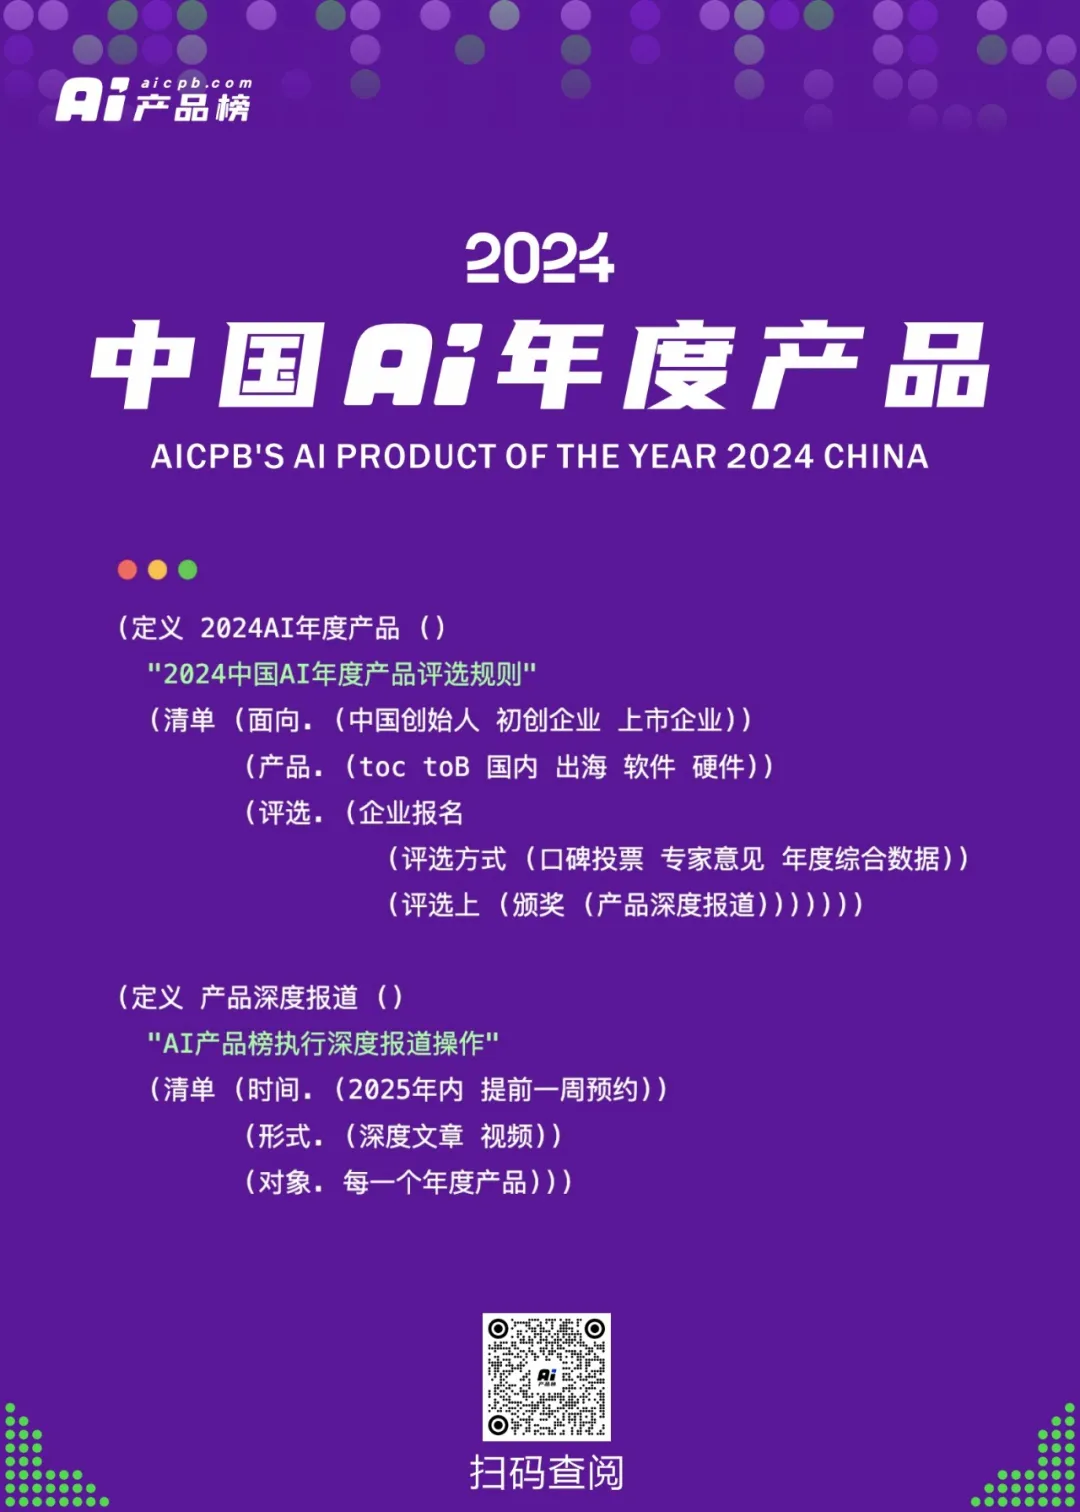 aicpb.com
Ai产品榜
2024
中国Ai年度产品
AICPB'S AI PRODUCT OF THE YEAR 2024 CHINA
(定义 2024AI年度产品 ()
"2024中国AI年度产品评选规则"
(清单 (面向. (中国创始人 初创企业 上市企业))
(产品. (toc toB 国内 出海 软件 硬件))
(评选. (企业报名
(评选方式 (口碑投票 专家意见 年度综合数据))
(评选上 (颁奖 (产品深度报道)))))))
(定义 产品深度报道 ()
"AI产品榜执行深度报道操作"
(清单 (时间. (2025年内 提前一周预约))
(形式. (深度文章 视频))
(对象. 每一个年度产品)))
Ai
产品榜
扫码查阅